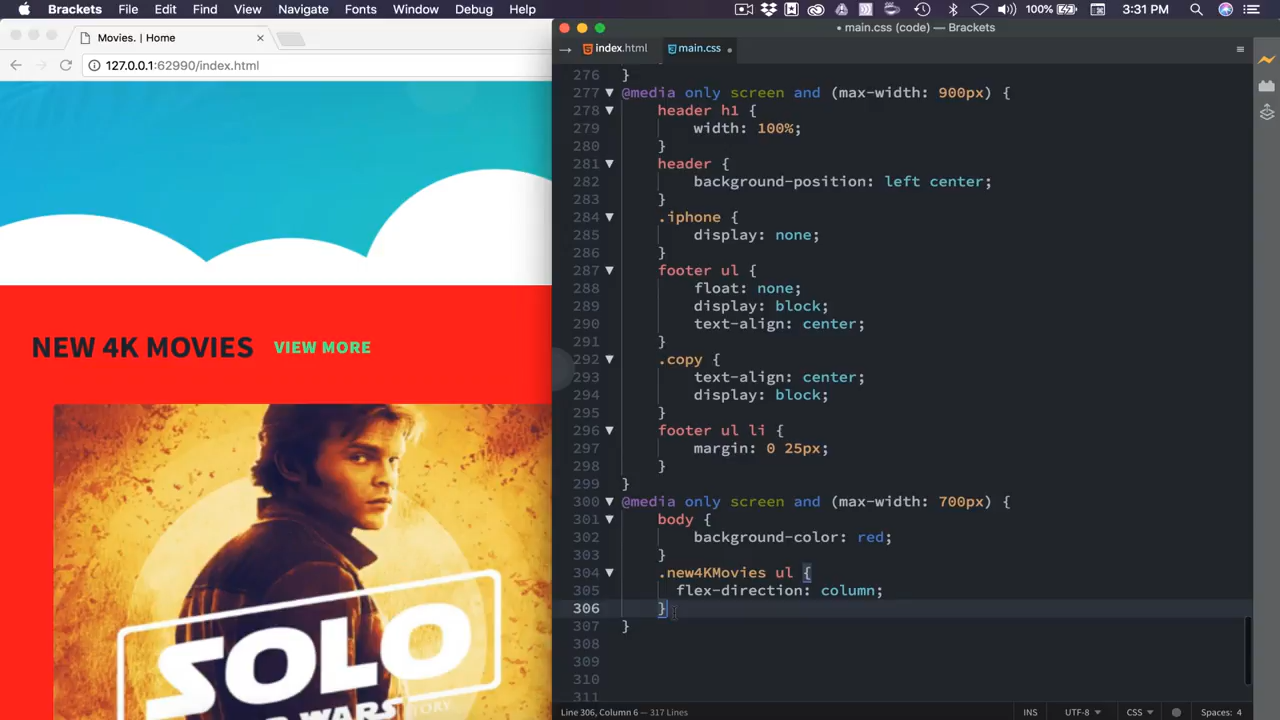 Brackets File Edit Find View Navigate Fonts Window Debug Help 100% 3:31 PM
Movies. | Home
127.0.0.1:62990/index.html
NEW 4K MOVIES VIEW MORE
SOLO
STORY
main.css (code) — Brackets
index.html main.css
276 }
277 @media only screen and (max-width: 900px) {
278 header h1 {
279 width: 100%;
280 }
281 header {
282 background-position: left center;
283 }
284 .iphone {
285 display: none;
286 }
287 footer ul {
288 float: none;
289 display: block;
290 text-align: center;
291 }
292 .copy {
293 text-align: center;
294 display: block;
295 }
296 footer ul li {
297 margin: 0 25px;
298 }
299 }
300 @media only screen and (max-width: 700px) {
301 body {
302 background-color: red;
303 }
304 .new4KMovies ul {
305 flex-direction: column;
306 }
307 }
308
309
310
311
Line 306, Column 6 — 317 Lines
INS UTF-8 CSS Spaces: 4